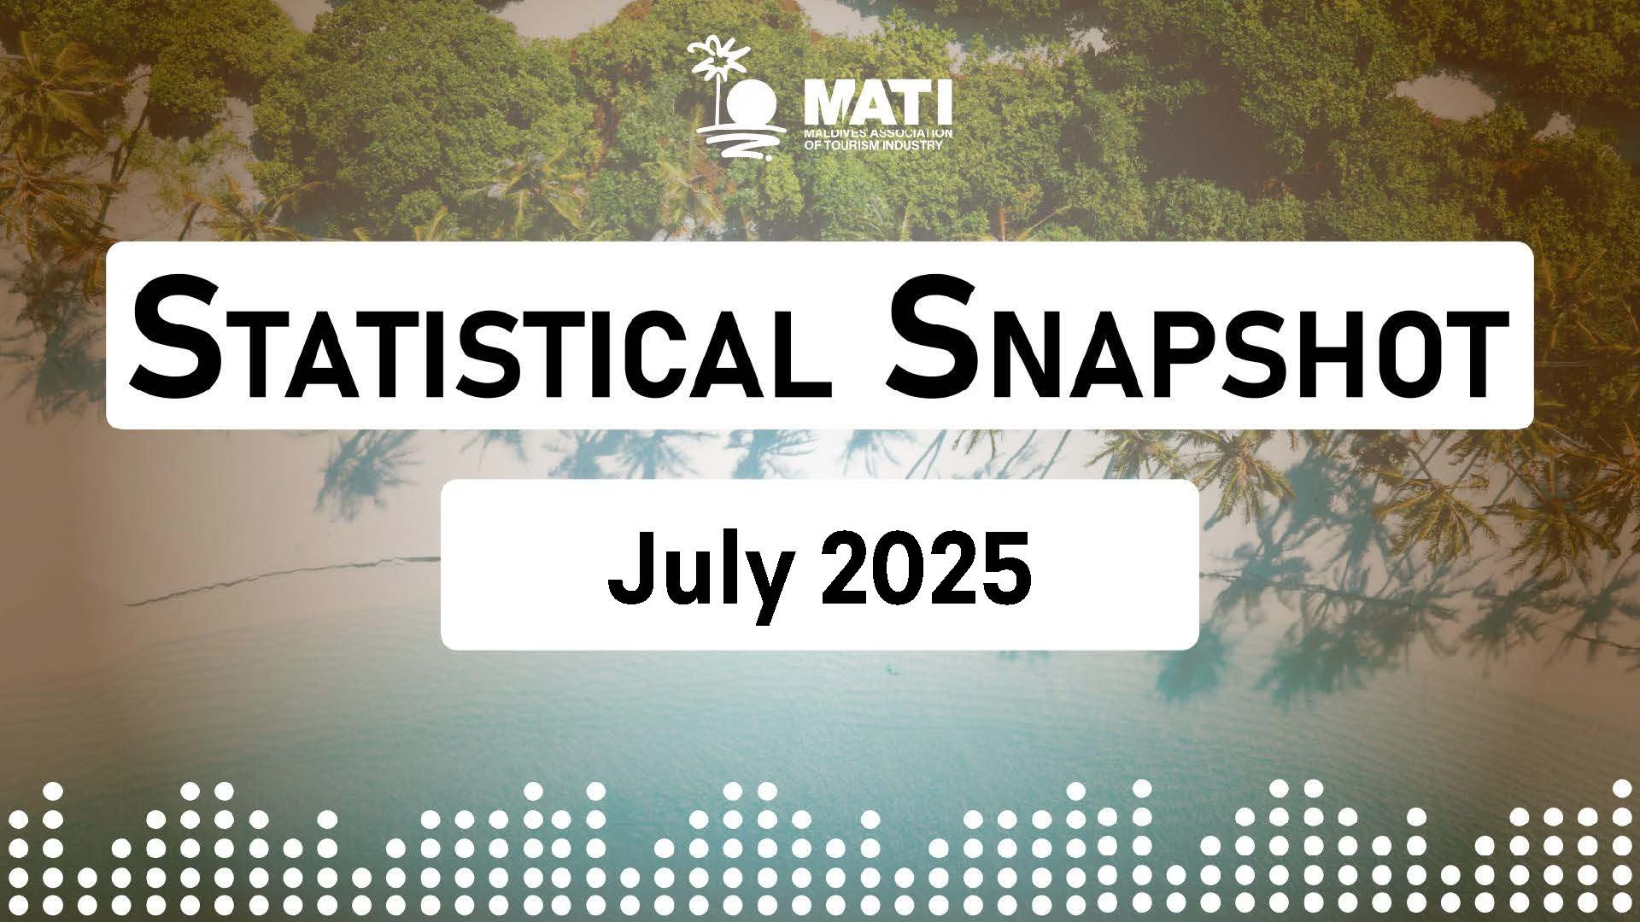 MATI
MALDIVES ASSOCIATION
OF TOURISM INDUSTRY
STATISTICAL SNAPSHOT
July 2025